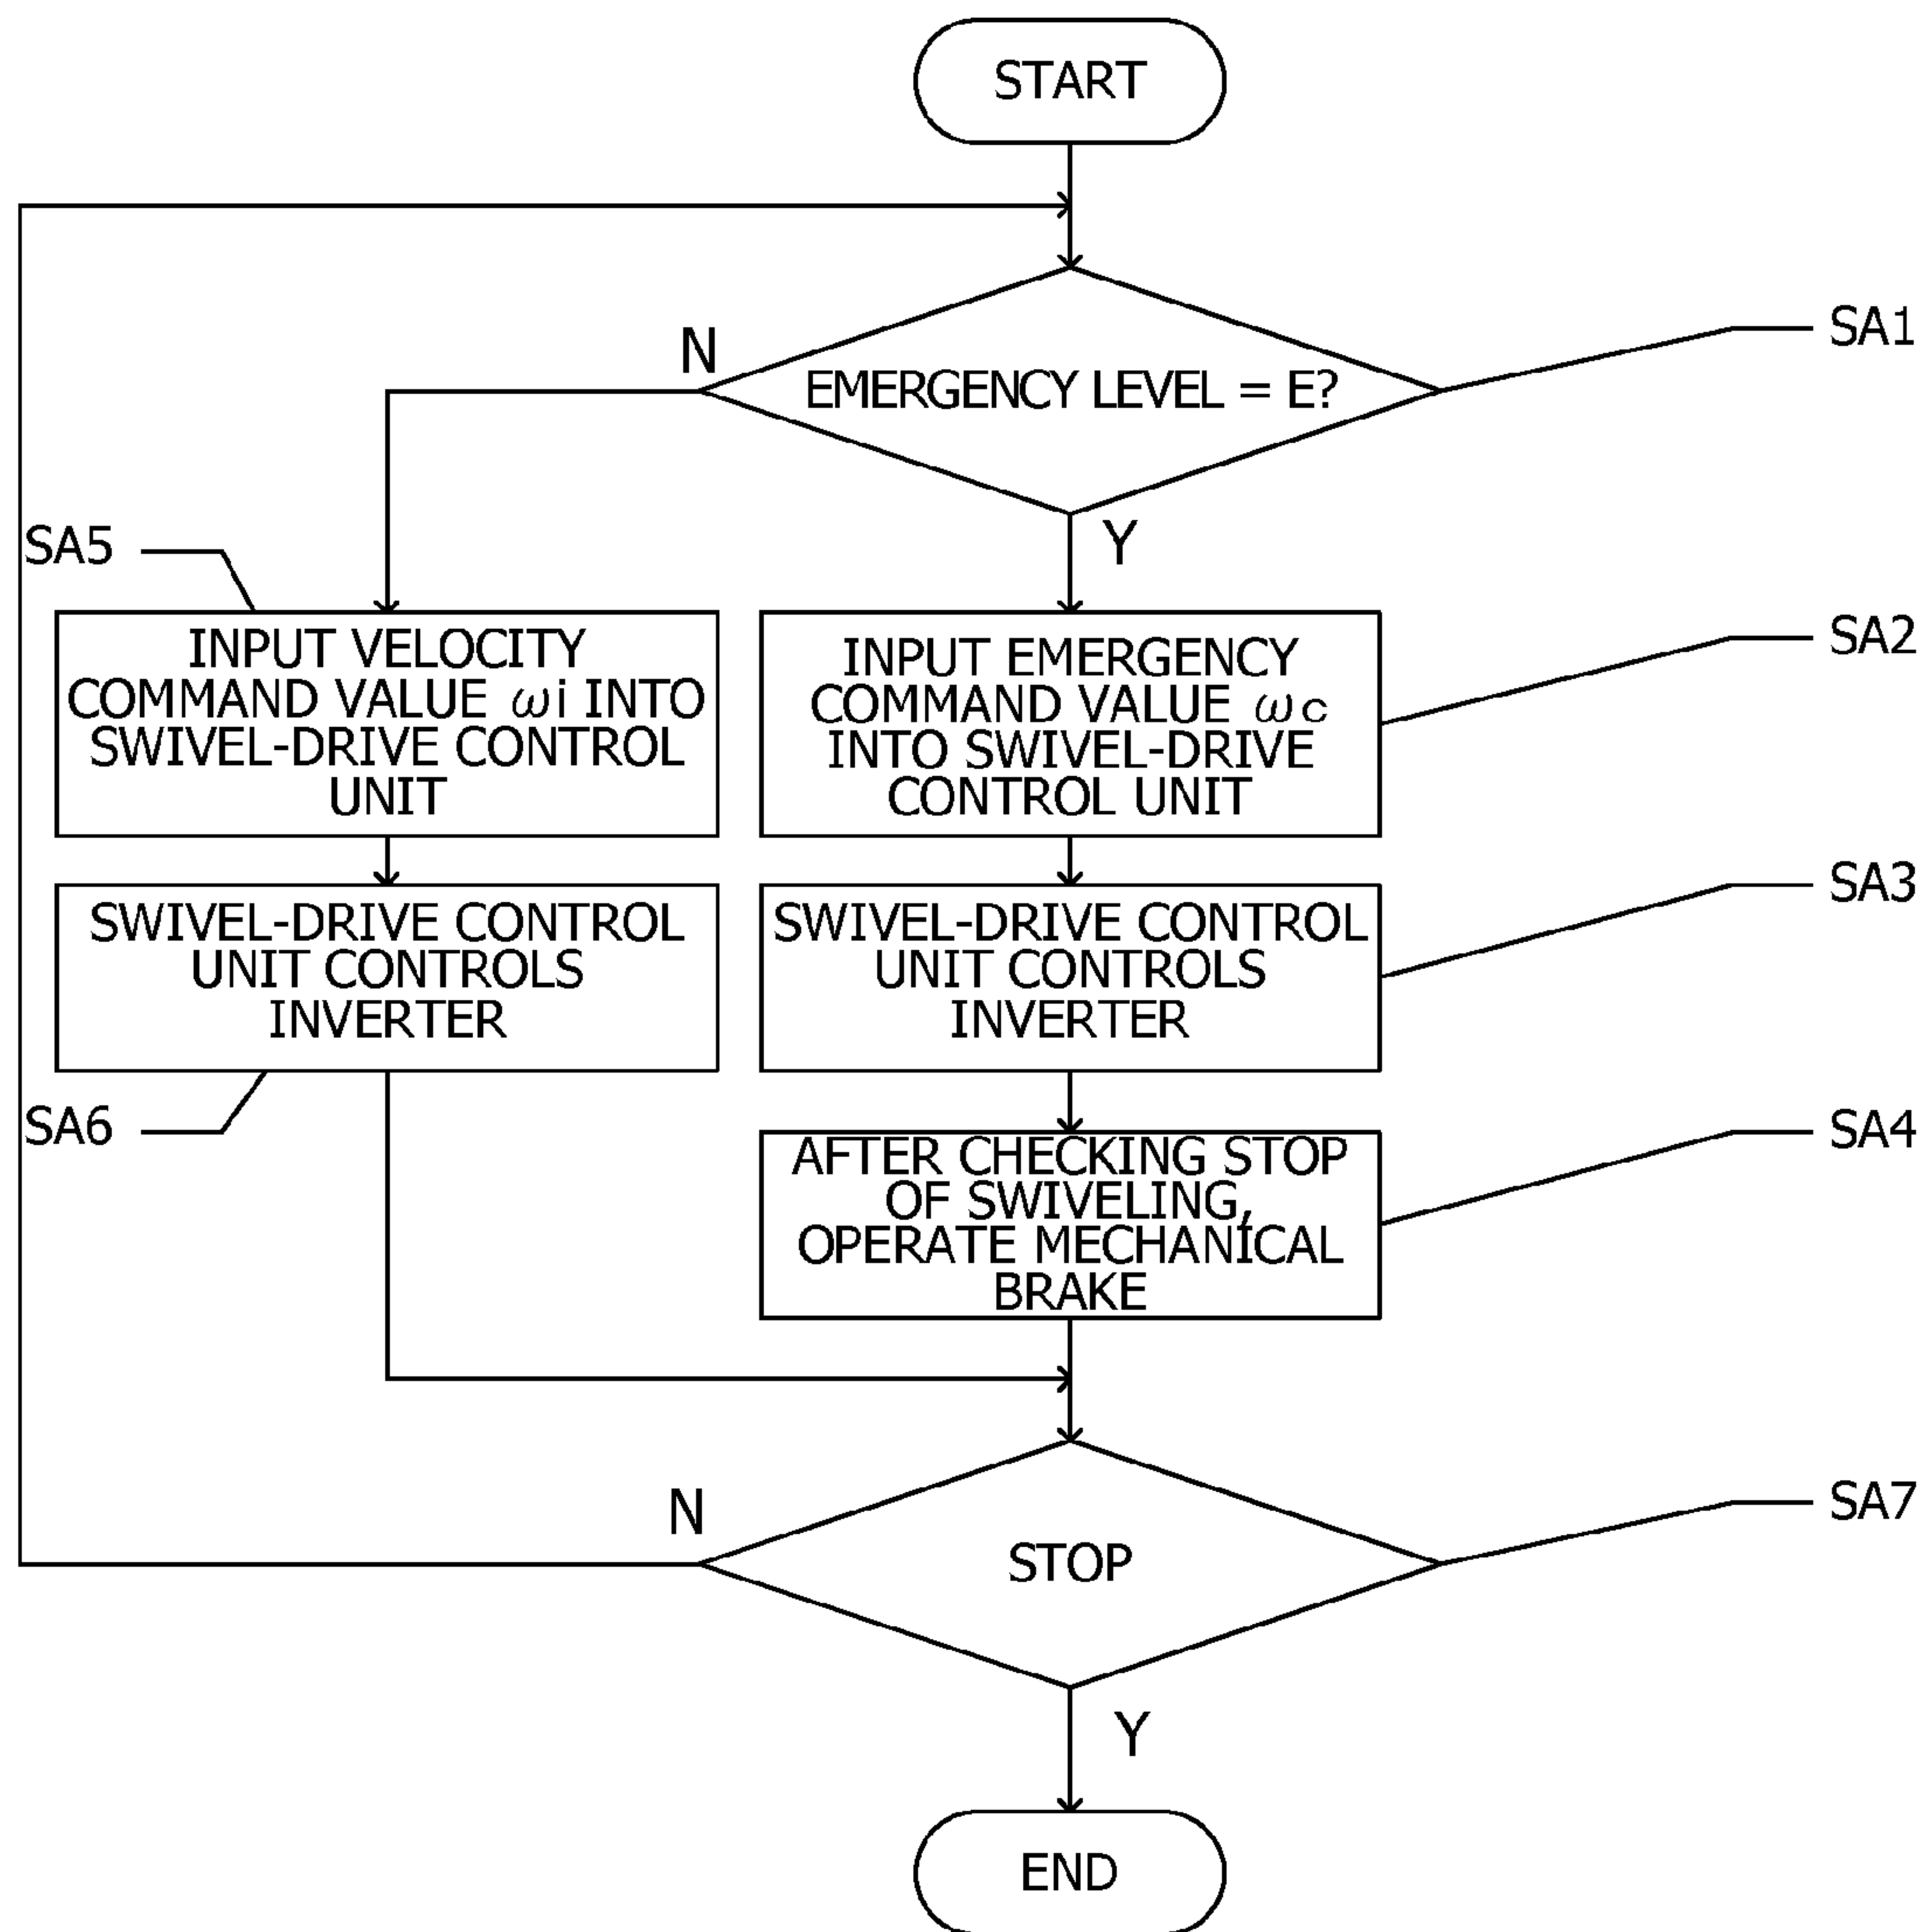 START
N
EMERGENCY LEVEL = E?
SA1
Y
SA5
INPUT VELOCITY
COMMAND VALUE ωi INTO
SWIVEL-DRIVE CONTROL
UNIT
INPUT EMERGENCY
COMMAND VALUE ωc
INTO SWIVEL-DRIVE
CONTROL UNIT
SA2
SWIVEL-DRIVE CONTROL
UNIT CONTROLS
INVERTER
SA6
SWIVEL-DRIVE CONTROL
UNIT CONTROLS
INVERTER
SA3
AFTER CHECKING STOP
OF SWIVELING,
OPERATE MECHANICAL
BRAKE
SA4
N
STOP
SA7
Y
END